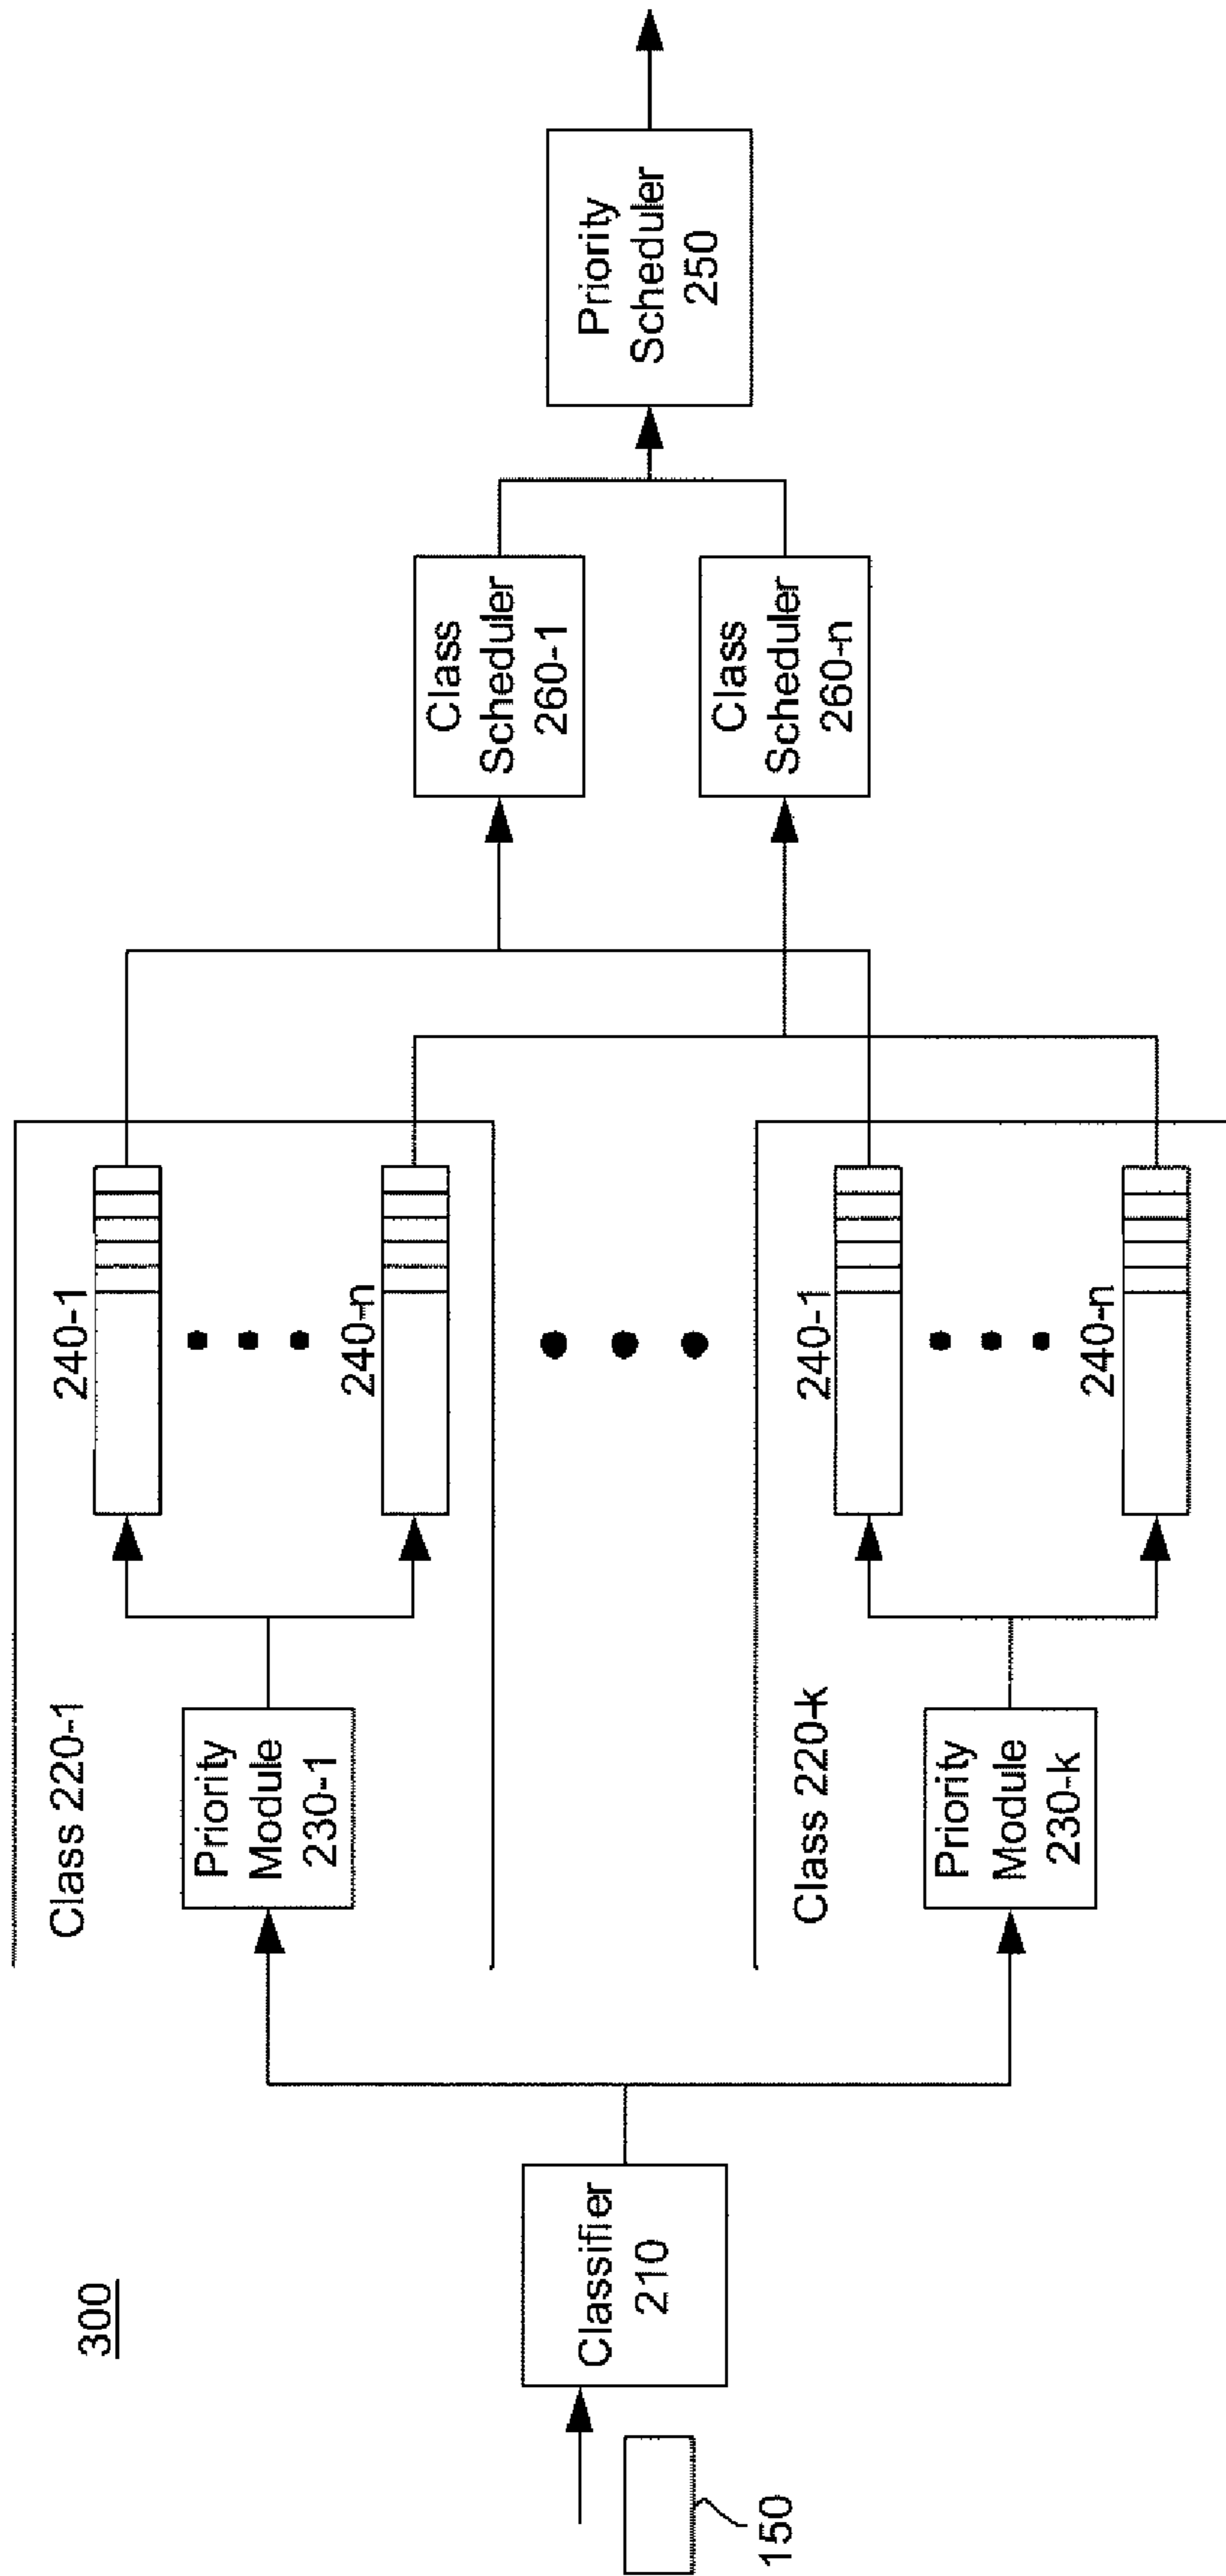 300
150
Classifier
210
Class 220-1
Priority
Module
230-1
240-1
240-n
Class 220-k
Priority
Module
230-k
240-1
240-n
Class
Scheduler
260-1
Class
Scheduler
260-n
Priority
Scheduler
250